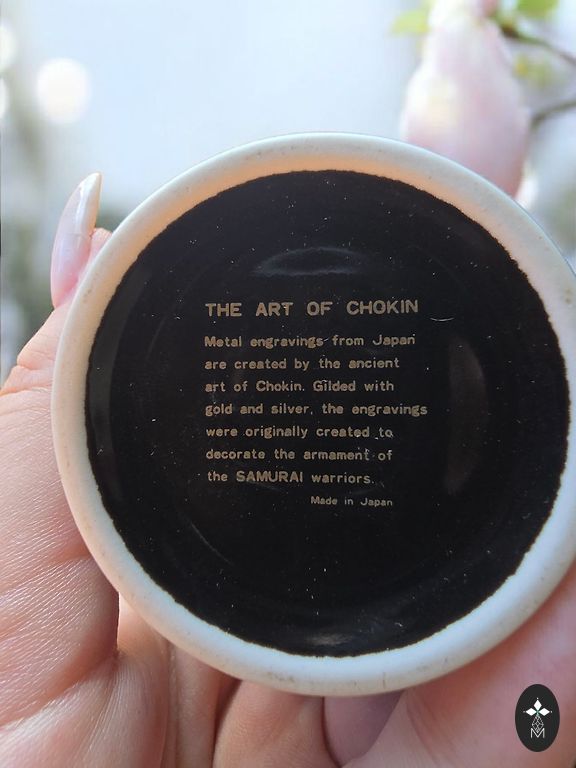 THE ART OF CHOKIN
Metal engravings from Japan
are created by the ancient
art of Chokin. Gilded with
gold and silver, the engravings
were originally created to
decorate the armament of
the SAMURAI warriors.
Made in Japan
M